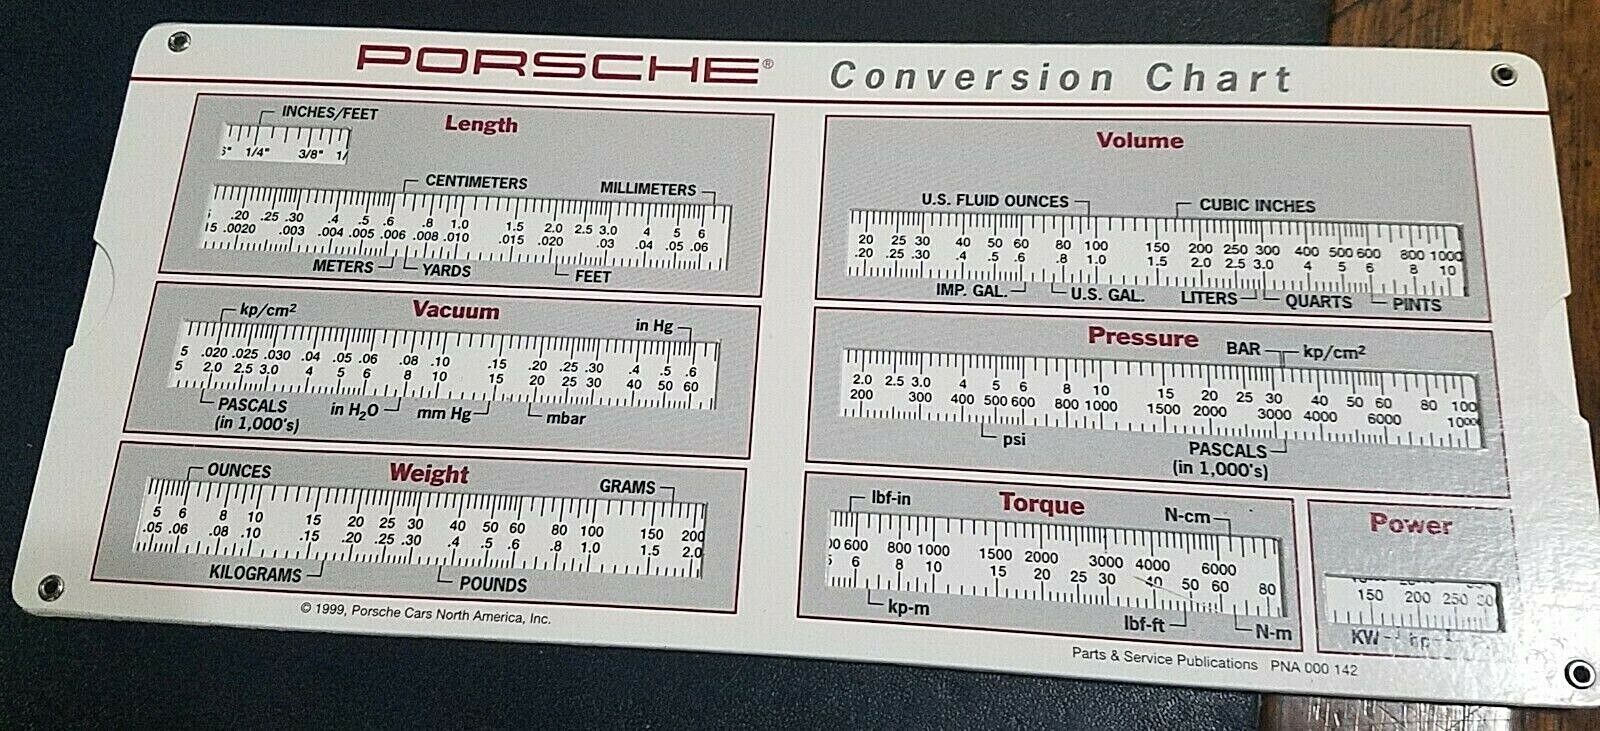 PORSCHE® Conversion Chart
Length
INCHES/FEET
1/4" 3/8" 1/
CENTIMETERS MILLIMETERS
.20 .25 .30 .4 .5 .6 .8 1.0 1.5 2.0 2.5 3.0 4 5 6
.0020 .003 .004 .005 .006 .008 .010 .015 .020 .03 .04 .05 .06
METERS YARDS FEET
Volume
U.S. FLUID OUNCES CUBIC INCHES
20 25 30 40 50 60 80 100 150 200 250 300 400 500 600 800 1000
.20 .25 .30 .4 .5 .6 .8 1.0 1.5 2.0 2.5 3.0 4 5 6 8 10
IMP. GAL. U.S. GAL. LITERS QUARTS PINTS
Vacuum
kp/cm² in Hg
5 .020 .025 .030 .04 .05 .06 .08 .10 .15 .20 .25 .30 .4 .5 .6
5 2.0 2.5 3.0 4 5 6 8 10 15 20 25 30 40 50 60
PASCALS (in 1,000's) in H₂O mm Hg mbar
Pressure
BAR kp/cm²
2.0 2.5 3.0 4 5 6 8 10 15 20 25 30 40 50 60 80 100
200 300 400 500 600 800 1000 1500 2000 3000 4000 6000
psi PASCALS
(in 1,000's)
Weight
OUNCES GRAMS
5 6 8 10 15 20 25 30 40 50 60 80 100 150 200
.05 .06 .08 .10 .15 .20 .25 .30 .4 .5 .6 .8 1.0 1.5 2.0
KILOGRAMS POUNDS
Torque
lbf-in N-cm
600 800 1000 1500 2000 3000 4000 6000
6 8 10 15 20 25 30 40 50 60 80
kp-m lbf-ft N-m
Power
150 200 250
KW hp
© 1999, Porsche Cars North America, Inc.
Parts & Service Publications PNA 000 142